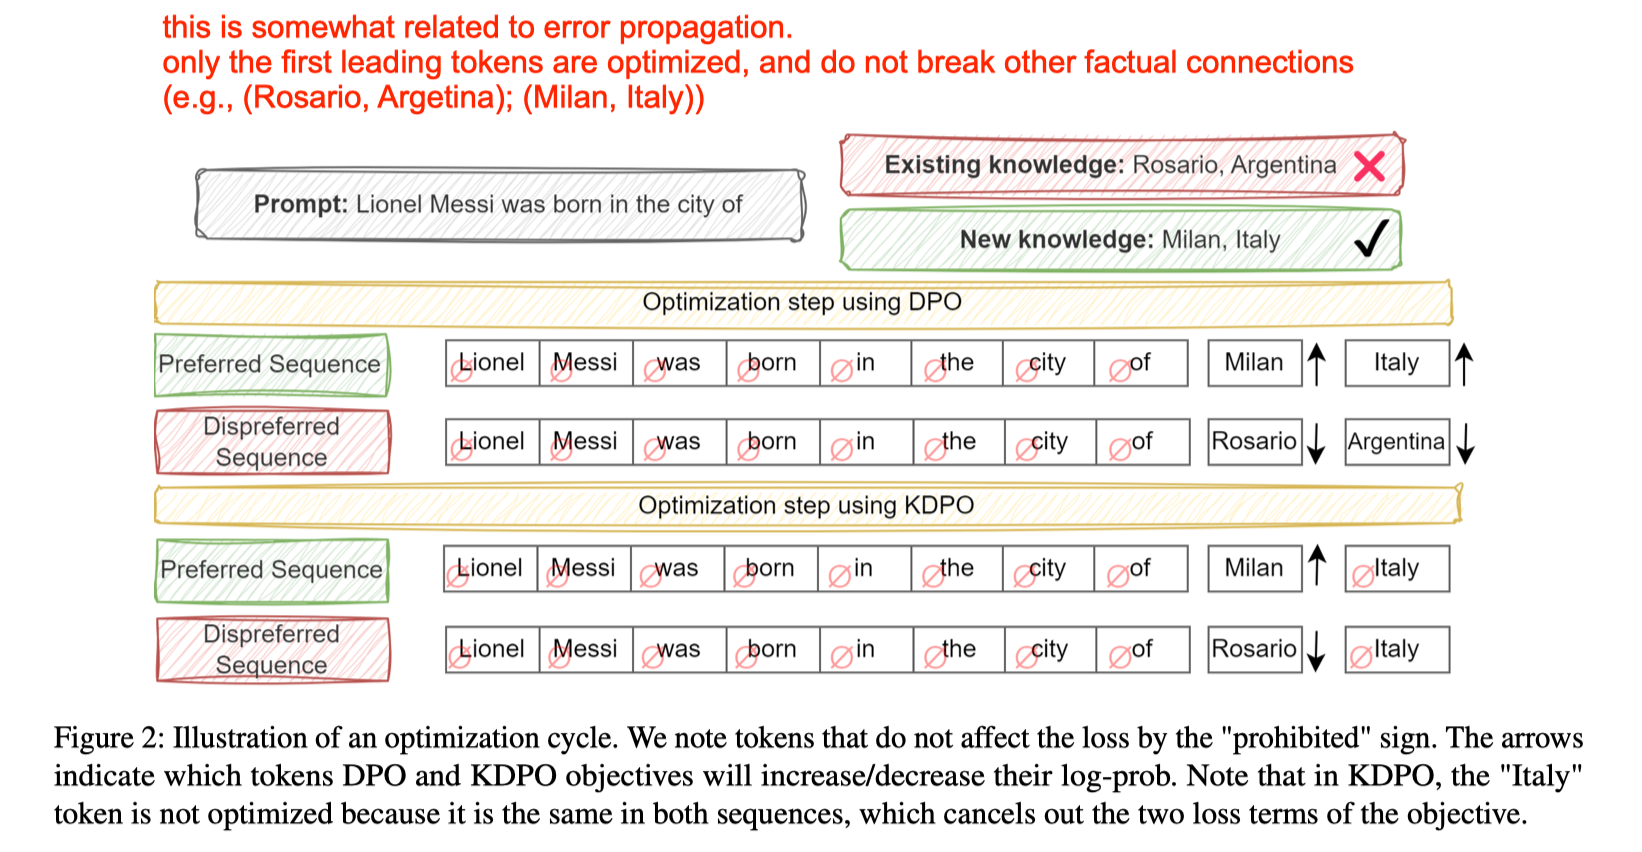 this is somewhat related to error propagation.
only the first leading tokens are optimized, and do not break other factual connections
(e.g., (Rosario, Argetina); (Milan, Italy))
Prompt: Lionel Messi was born in the city of
Existing knowledge: Rosario, Argentina
New knowledge: Milan, Italy
Optimization step using DPO
Preferred Sequence Lionel Messi was born in the city of Milan Italy
Dispreferred Sequence Lionel Messi was born in the city of Rosario Argentina
Optimization step using KDPO
Preferred Sequence Lionel Messi was born in the city of Milan Italy
Dispreferred Sequence Lionel Messi was born in the city of Rosario Italy
Figure 2: Illustration of an optimization cycle. We note tokens that do not affect the loss by the "prohibited" sign. The arrows
indicate which tokens DPO and KDPO objectives will increase/decrease their log-prob. Note that in KDPO, the "Italy"
token is not optimized because it is the same in both sequences, which cancels out the two loss terms of the objective.